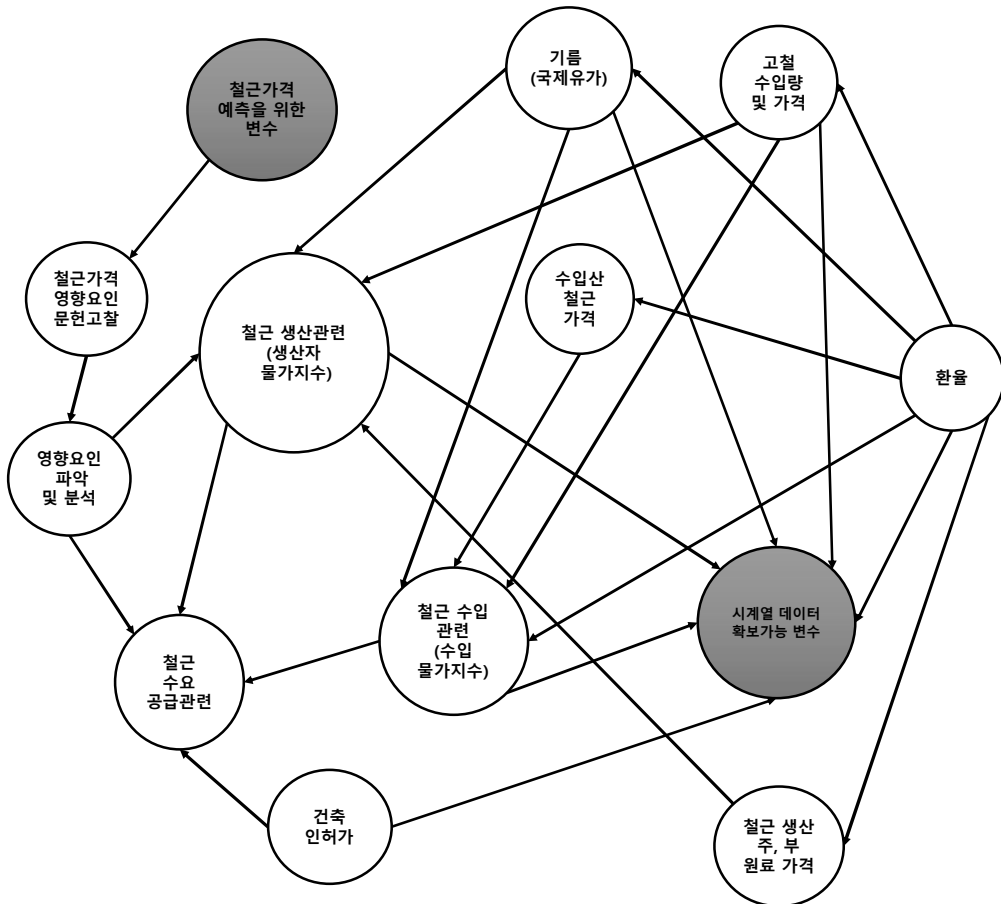 기름
(국제유가)
고철
수입량
및 가격
철근가격
예측을 위한
변수
철근가격
영향요인
문헌고찰
수입산
철근
가격
철근 생산관련
(생산자
물가지수)
환율
영향요인
파악
및 분석
철근 수입
관련
(수입
물가지수)
시계열 데이터
확보가능 변수
철근
수요
공급관련
건축
인허가
철근 생산
주, 부
원료 가격